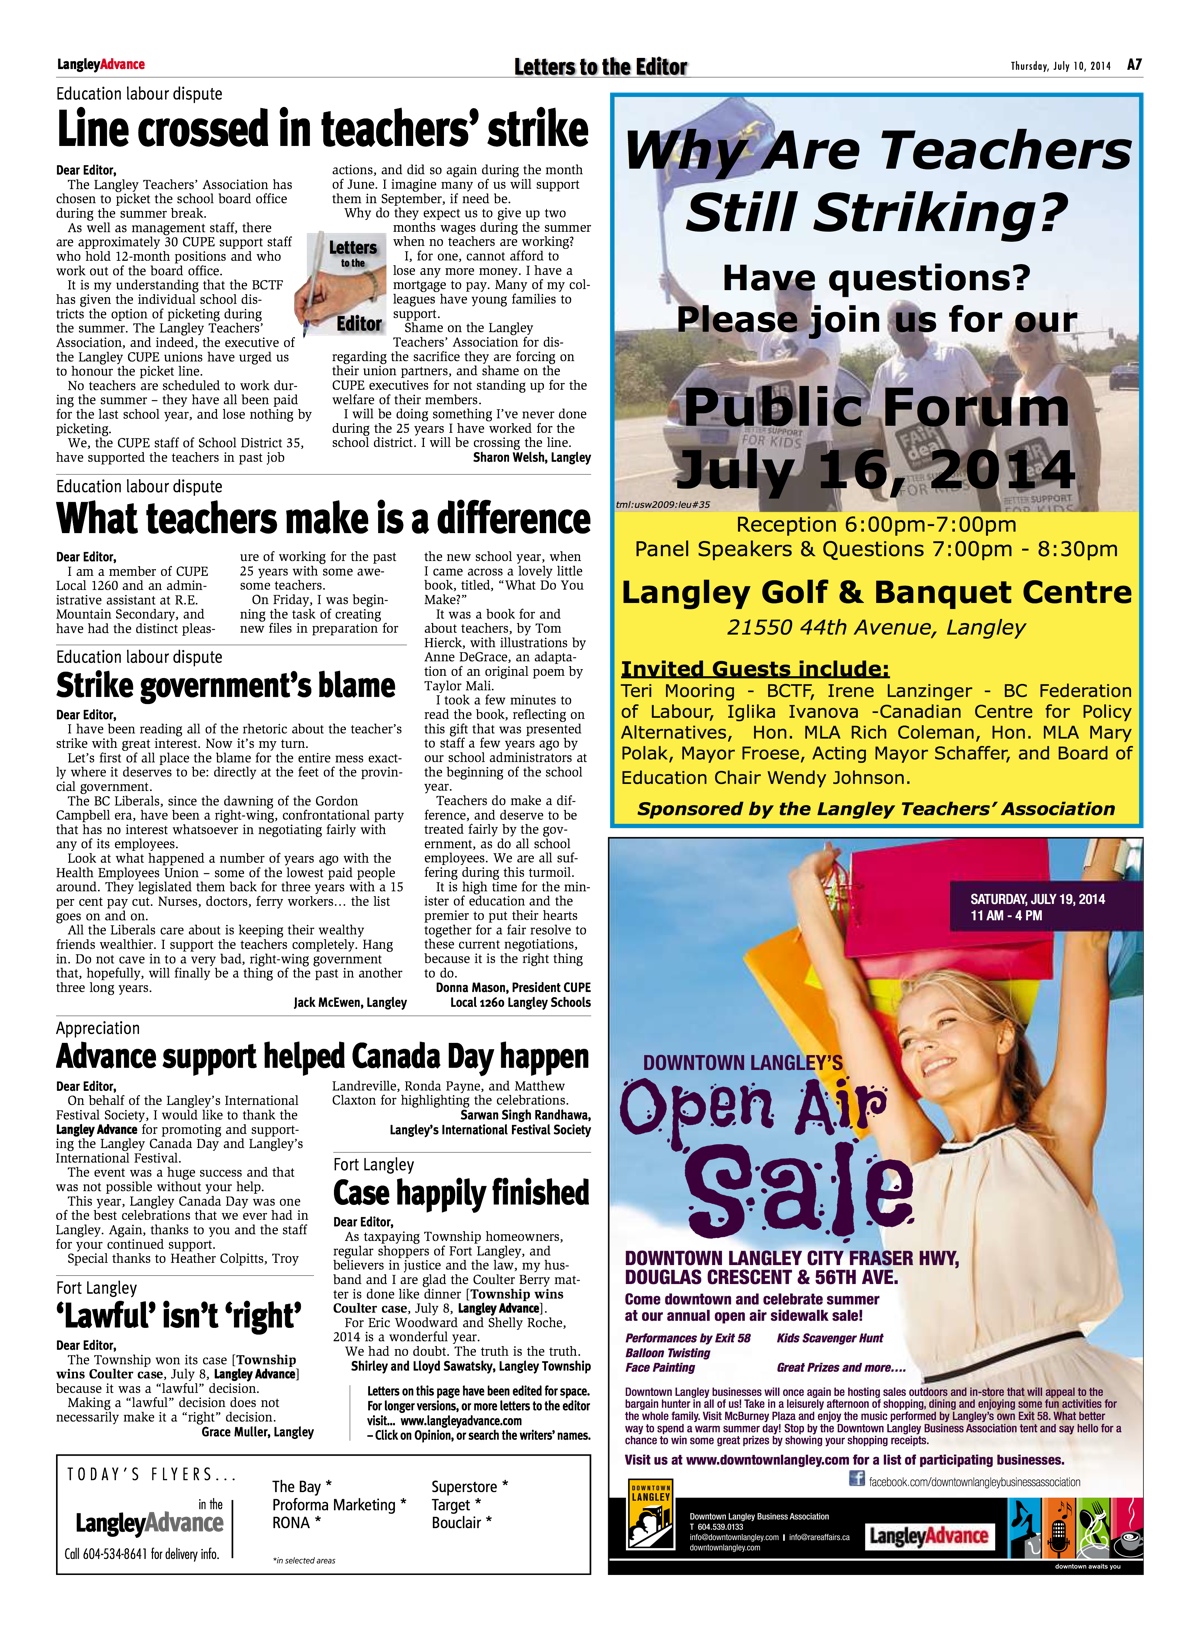 LangleyAdvance
Letters to the Editor
Thursday, July 10, 2014 A7
Education labour dispute
Line crossed in teachers' strike
Dear Editor,
The Langley Teachers' Association has
chosen to picket the school board office
during the summer break.
As well as management staff, there
are approximately 30 CUPE support staff
who hold 12-month positions and who
work out of the board office.
It is my understanding that the BCTF
has given the individual school dis-
tricts the option of picketing during
the summer. The Langley Teachers'
Association, and indeed, the executive of
the Langley CUPE unions have urged us
to honour the picket line.
No teachers are scheduled to work dur-
ing the summer – they have all been paid
for the last school year, and lose nothing by
picketing.
We, the CUPE staff of School District 35,
have supported the teachers in past job
actions, and did so again during the month
of June. I imagine many of us will support
them in September, if need be.
Why do they expect us to give up two
months wages during the summer
when no teachers are working?
I, for one, cannot afford to
lose any more money. I have a
mortgage to pay. Many of my col-
leagues have young families to
support.
Shame on the Langley
Teachers' Association for dis-
regarding the sacrifice they are forcing on
their union partners, and shame on the
CUPE executives for not standing up for the
welfare of their members.
I will be doing something I've never done
during the 25 years I have worked for the
school district. I will be crossing the line.
Sharon Welsh, Langley
Letters
to the
Editor
Education labour dispute
What teachers make is a difference
Dear Editor,
I am a member of CUPE
Local 1260 and an admin-
istrative assistant at R.E.
Mountain Secondary, and
have had the distinct pleas-
ure of working for the past
25 years with some awe-
some teachers.
On Friday, I was begin-
ning the task of creating
new files in preparation for
the new school year, when
I came across a lovely little
book, titled, "What Do You
Make?"
It was a book for and
about teachers, by Tom
Hierck, with illustrations by
Anne DeGrace, an adapta-
tion of an original poem by
Taylor Mali.
I took a few minutes to
read the book, reflecting on
this gift that was presented
to staff a few years ago by
our school administrators at
the beginning of the school
year.
Teachers do make a dif-
ference, and deserve to be
treated fairly by the gov-
ernment, as do all school
employees. We are all suf-
fering during this turmoil.
It is high time for the min-
ister of education and the
premier to put their hearts
together for a fair resolve to
these current negotiations,
because it is the right thing
to do.
Donna Mason, President CUPE
Local 1260 Langley Schools
Education labour dispute
Strike government's blame
Dear Editor,
I have been reading all of the rhetoric about the teacher's
strike with great interest. Now it's my turn.
Let's first of all place the blame for the entire mess exact-
ly where it deserves to be: directly at the feet of the provin-
cial government.
The BC Liberals, since the dawning of the Gordon
Campbell era, have been a right-wing, confrontational party
that has no interest whatsoever in negotiating fairly with
any of its employees.
Look at what happened a number of years ago with the
Health Employees Union – some of the lowest paid people
around. They legislated them back for three years with a 15
per cent pay cut. Nurses, doctors, ferry workers… the list
goes on and on.
All the Liberals care about is keeping their wealthy
friends wealthier. I support the teachers completely. Hang
in. Do not cave in to a very bad, right-wing government
that, hopefully, will finally be a thing of the past in another
three long years.
Jack McEwen, Langley
Appreciation
Advance support helped Canada Day happen
Dear Editor,
On behalf of the Langley's International
Festival Society, I would like to thank the
Langley Advance for promoting and support-
ing the Langley Canada Day and Langley's
International Festival.
The event was a huge success and that
was not possible without your help.
This year, Langley Canada Day was one
of the best celebrations that we ever had in
Langley. Again, thanks to you and the staff
for your continued support.
Special thanks to Heather Colpitts, Troy
Landreville, Ronda Payne, and Matthew
Claxton for highlighting the celebrations.
Sarwan Singh Randhawa,
Langley's International Festival Society
Fort Langley
'Lawful' isn't 'right'
Dear Editor,
The Township won its case [Township
wins Coulter case, July 8, Langley Advance]
because it was a "lawful" decision.
Making a "lawful" decision does not
necessarily make it a "right" decision.
Grace Muller, Langley
Fort Langley
Case happily finished
Dear Editor,
As taxpaying Township homeowners,
regular shoppers of Fort Langley, and
believers in justice and the law, my hus-
band and I are glad the Coulter Berry mat-
ter is done like dinner [Township wins
Coulter case, July 8, Langley Advance].
For Eric Woodward and Shelly Roche,
2014 is a wonderful year.
We had no doubt. The truth is the truth.
Shirley and Lloyd Sawatsky, Langley Township
Letters on this page have been edited for space.
For longer versions, or more letters to the editor
visit... www.langleyadvance.com
– Click on Opinion, or search the writers' names.
TODAY'S FLYERS...
in the
LangleyAdvance
Call 604-534-8641 for delivery info.
The Bay *
Proforma Marketing *
RONA *
Superstore *
Target *
Bouclair *
*in selected areas
Why Are Teachers
Still Striking?
Have questions?
Please join us for our
Public Forum
July 16, 2014
BETTER SUPPORT
FOR KIDS
FAIR
deal
BETTER SUPPORT
FOR KIDS
tml:usw2009:leu#35
Reception 6:00pm-7:00pm
Panel Speakers & Questions 7:00pm - 8:30pm
Langley Golf & Banquet Centre
21550 44th Avenue, Langley
Invited Guests include:
Teri Mooring - BCTF, Irene Lanzinger - BC Federation
of Labour, Iglika Ivanova -Canadian Centre for Policy
Alternatives, Hon. MLA Rich Coleman, Hon. MLA Mary
Polak, Mayor Froese, Acting Mayor Schaffer, and Board of
Education Chair Wendy Johnson.
Sponsored by the Langley Teachers' Association
SATURDAY, JULY 19, 2014
11 AM - 4 PM
DOWNTOWN LANGLEY'S
Open Air
Sale
DOWNTOWN LANGLEY CITY FRASER HWY,
DOUGLAS CRESCENT & 56TH AVE.
Come downtown and celebrate summer
at our annual open air sidewalk sale!
Performances by Exit 58 Kids Scavenger Hunt
Balloon Twisting
Face Painting Great Prizes and more….
Downtown Langley businesses will once again be hosting sales outdoors and in-store that will appeal to the
bargain hunter in all of us! Take in a leisurely afternoon of shopping, dining and enjoying some fun activities for
the whole family. Visit McBurney Plaza and enjoy the music performed by Langley's own Exit 58. What better
way to spend a warm summer day! Stop by the Downtown Langley Business Association tent and say hello for a
chance to win some great prizes by showing your shopping receipts.
Visit us at www.downtownlangley.com for a list of participating businesses.
facebook.com/downtownlangleybusinessassociation
DOWNTOWN
LANGLEY
Downtown Langley Business Association
T 604.539.0133
info@downtownlangley.com | info@rareaffairs.ca
downtownlangley.com
LangleyAdvance
downtown awaits you